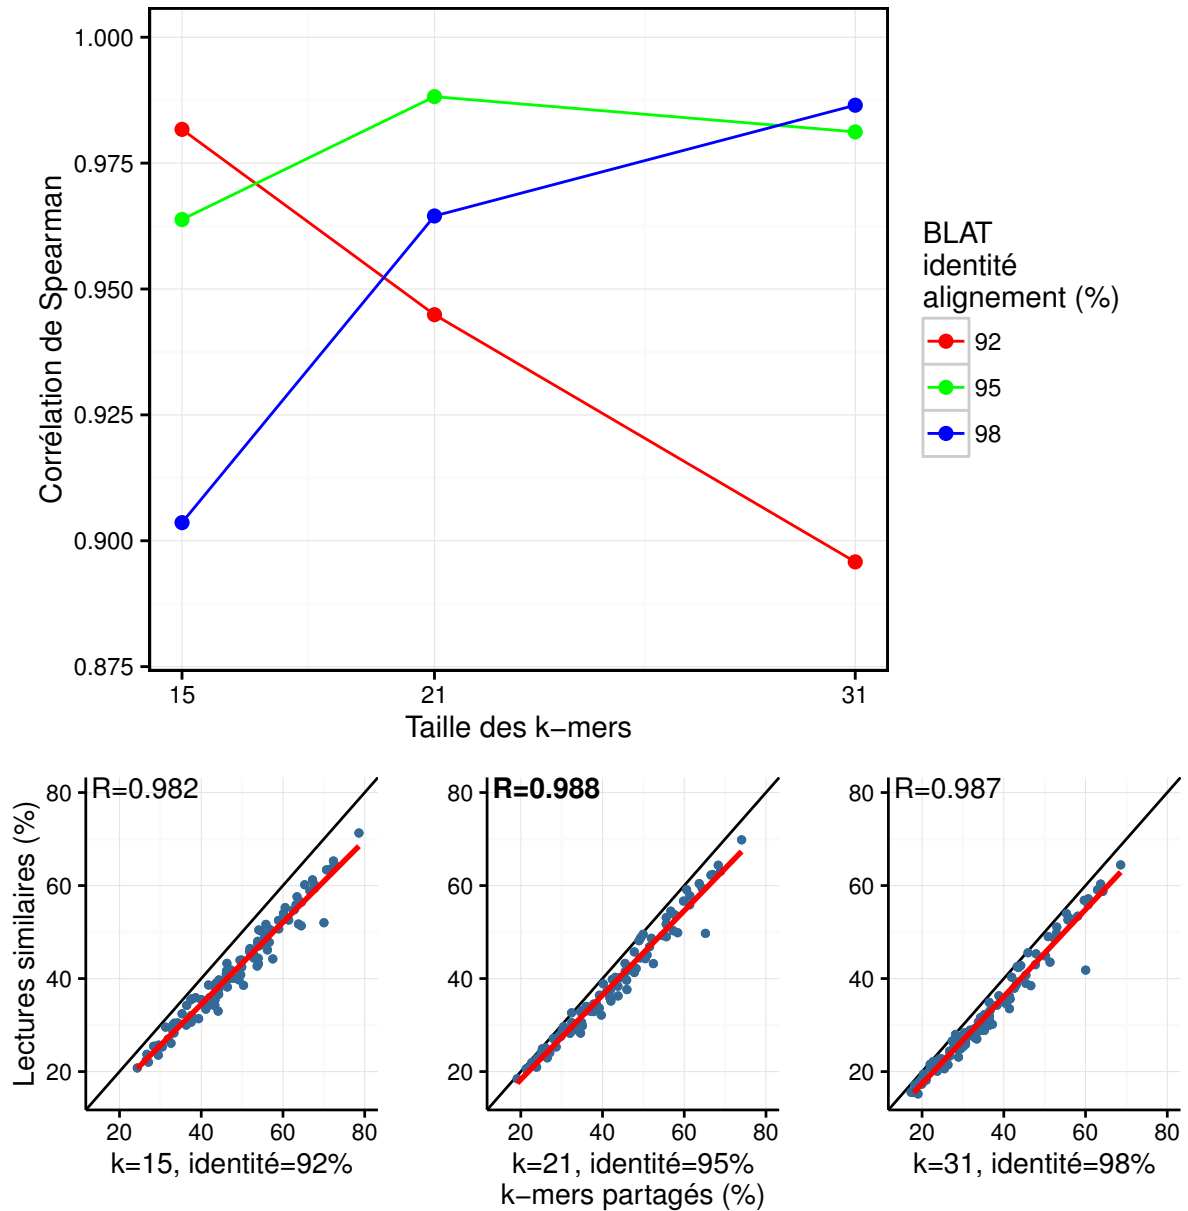 1.000
0.975
0.950
0.925
0.900
0.875
Corrélation de Spearman
15 21 31
Taille des k−mers
BLAT
identité
alignement (%)
92
95
98
Lectures similaires (%)
R=0.982
80
60
40
20
20 40 60 80
k=15, identité=92%
R=0.988
80
60
40
20
20 40 60 80
k=21, identité=95%
k−mers partagés (%)
R=0.987
80
60
40
20
20 40 60 80
k=31, identité=98%